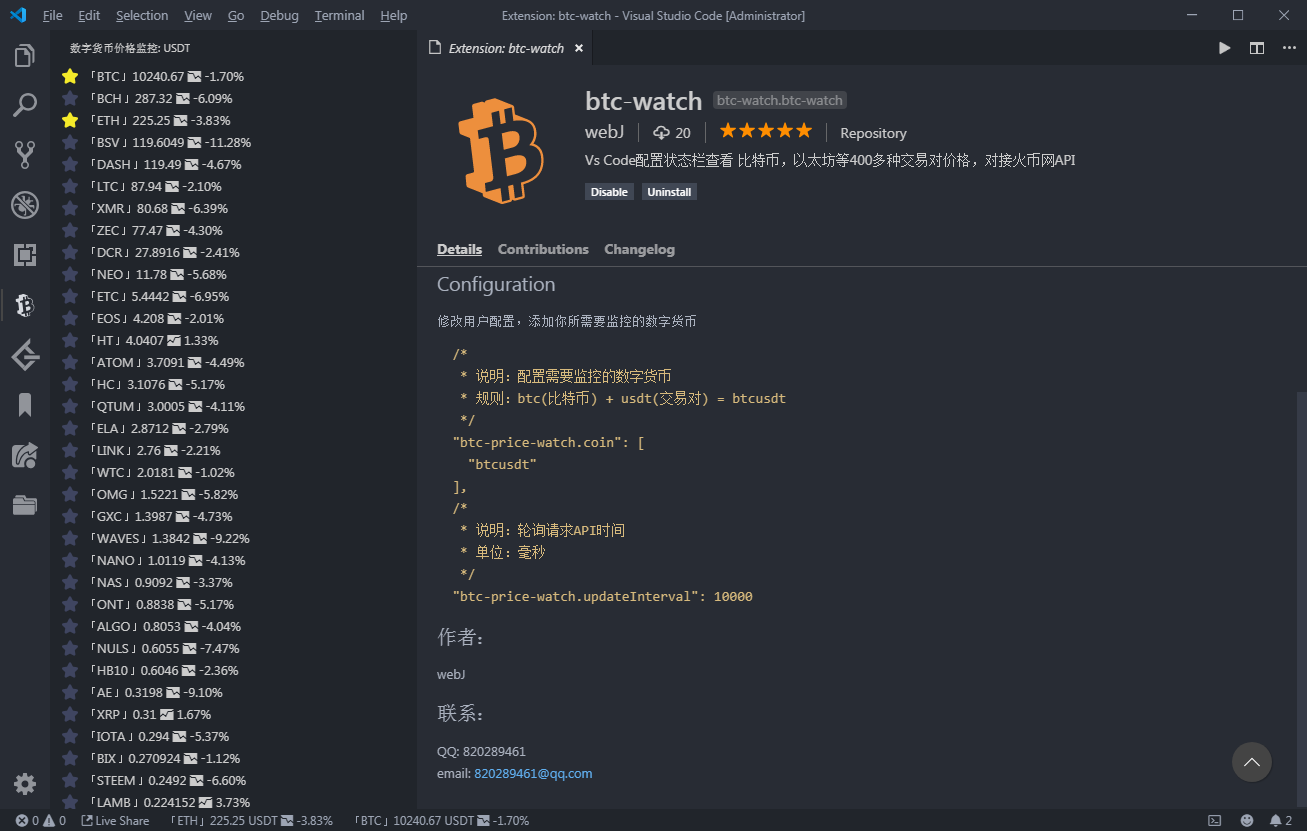 File Edit Selection View Go Debug Terminal Help
Extension: btc-watch - Visual Studio Code [Administrator]
数字货币价格监控: USDT
「BTC」10240.67 -1.70%
「BCH」287.32 -6.09%
「ETH」225.25 -3.83%
「BSV」119.6049 -11.28%
「DASH」119.49 -4.67%
「LTC」87.94 -2.10%
「XMR」80.68 -6.39%
「ZEC」77.47 -4.30%
「DCR」27.8916 -2.41%
「NEO」11.78 -5.68%
「ETC」5.4442 -6.95%
「EOS」4.208 -2.01%
「HT」4.0407 1.33%
「ATOM」3.7091 -4.49%
「HC」3.1076 -5.17%
「QTUM」3.0005 -4.11%
「ELA」2.8712 -2.79%
「LINK」2.76 -2.21%
「WTC」2.0181 -1.02%
「OMG」1.5221 -5.82%
「GXC」1.3987 -4.73%
「WAVES」1.3842 -9.22%
「NANO」1.0119 -4.13%
「NAS」0.9092 -3.37%
「ONT」0.8838 -5.17%
「ALGO」0.8053 -4.04%
「NULS」0.6055 -7.47%
「HB10」0.6046 -2.36%
「AE」0.3198 -9.10%
「XRP」0.31 1.67%
「IOTA」0.294 -5.37%
「BIX」0.270924 -1.12%
「STEEM」0.2492 -6.60%
「LAMB」0.224152 3.73%
Extension: btc-watch
btc-watch btc-watch.btc-watch
webJ 20 Repository
Vs Code配置状态栏查看 比特币，以太坊等400多种交易对价格，对接火币网API
Disable Uninstall
Details Contributions Changelog
Configuration
修改用户配置，添加你所需要监控的数字货币
/*
* 说明：配置需要监控的数字货币
* 规则：btc(比特币) + usdt(交易对) = btcusdt
*/
"btc-price-watch.coin": [
"btcusdt"
],
/*
* 说明：轮询请求API时间
* 单位：毫秒
*/
"btc-price-watch.updateInterval": 10000
作者：
webJ
联系：
QQ: 820289461
email: 820289461@qq.com
0 0 Live Share 「ETH」225.25 USDT -3.83% 「BTC」10240.67 USDT -1.70% 2